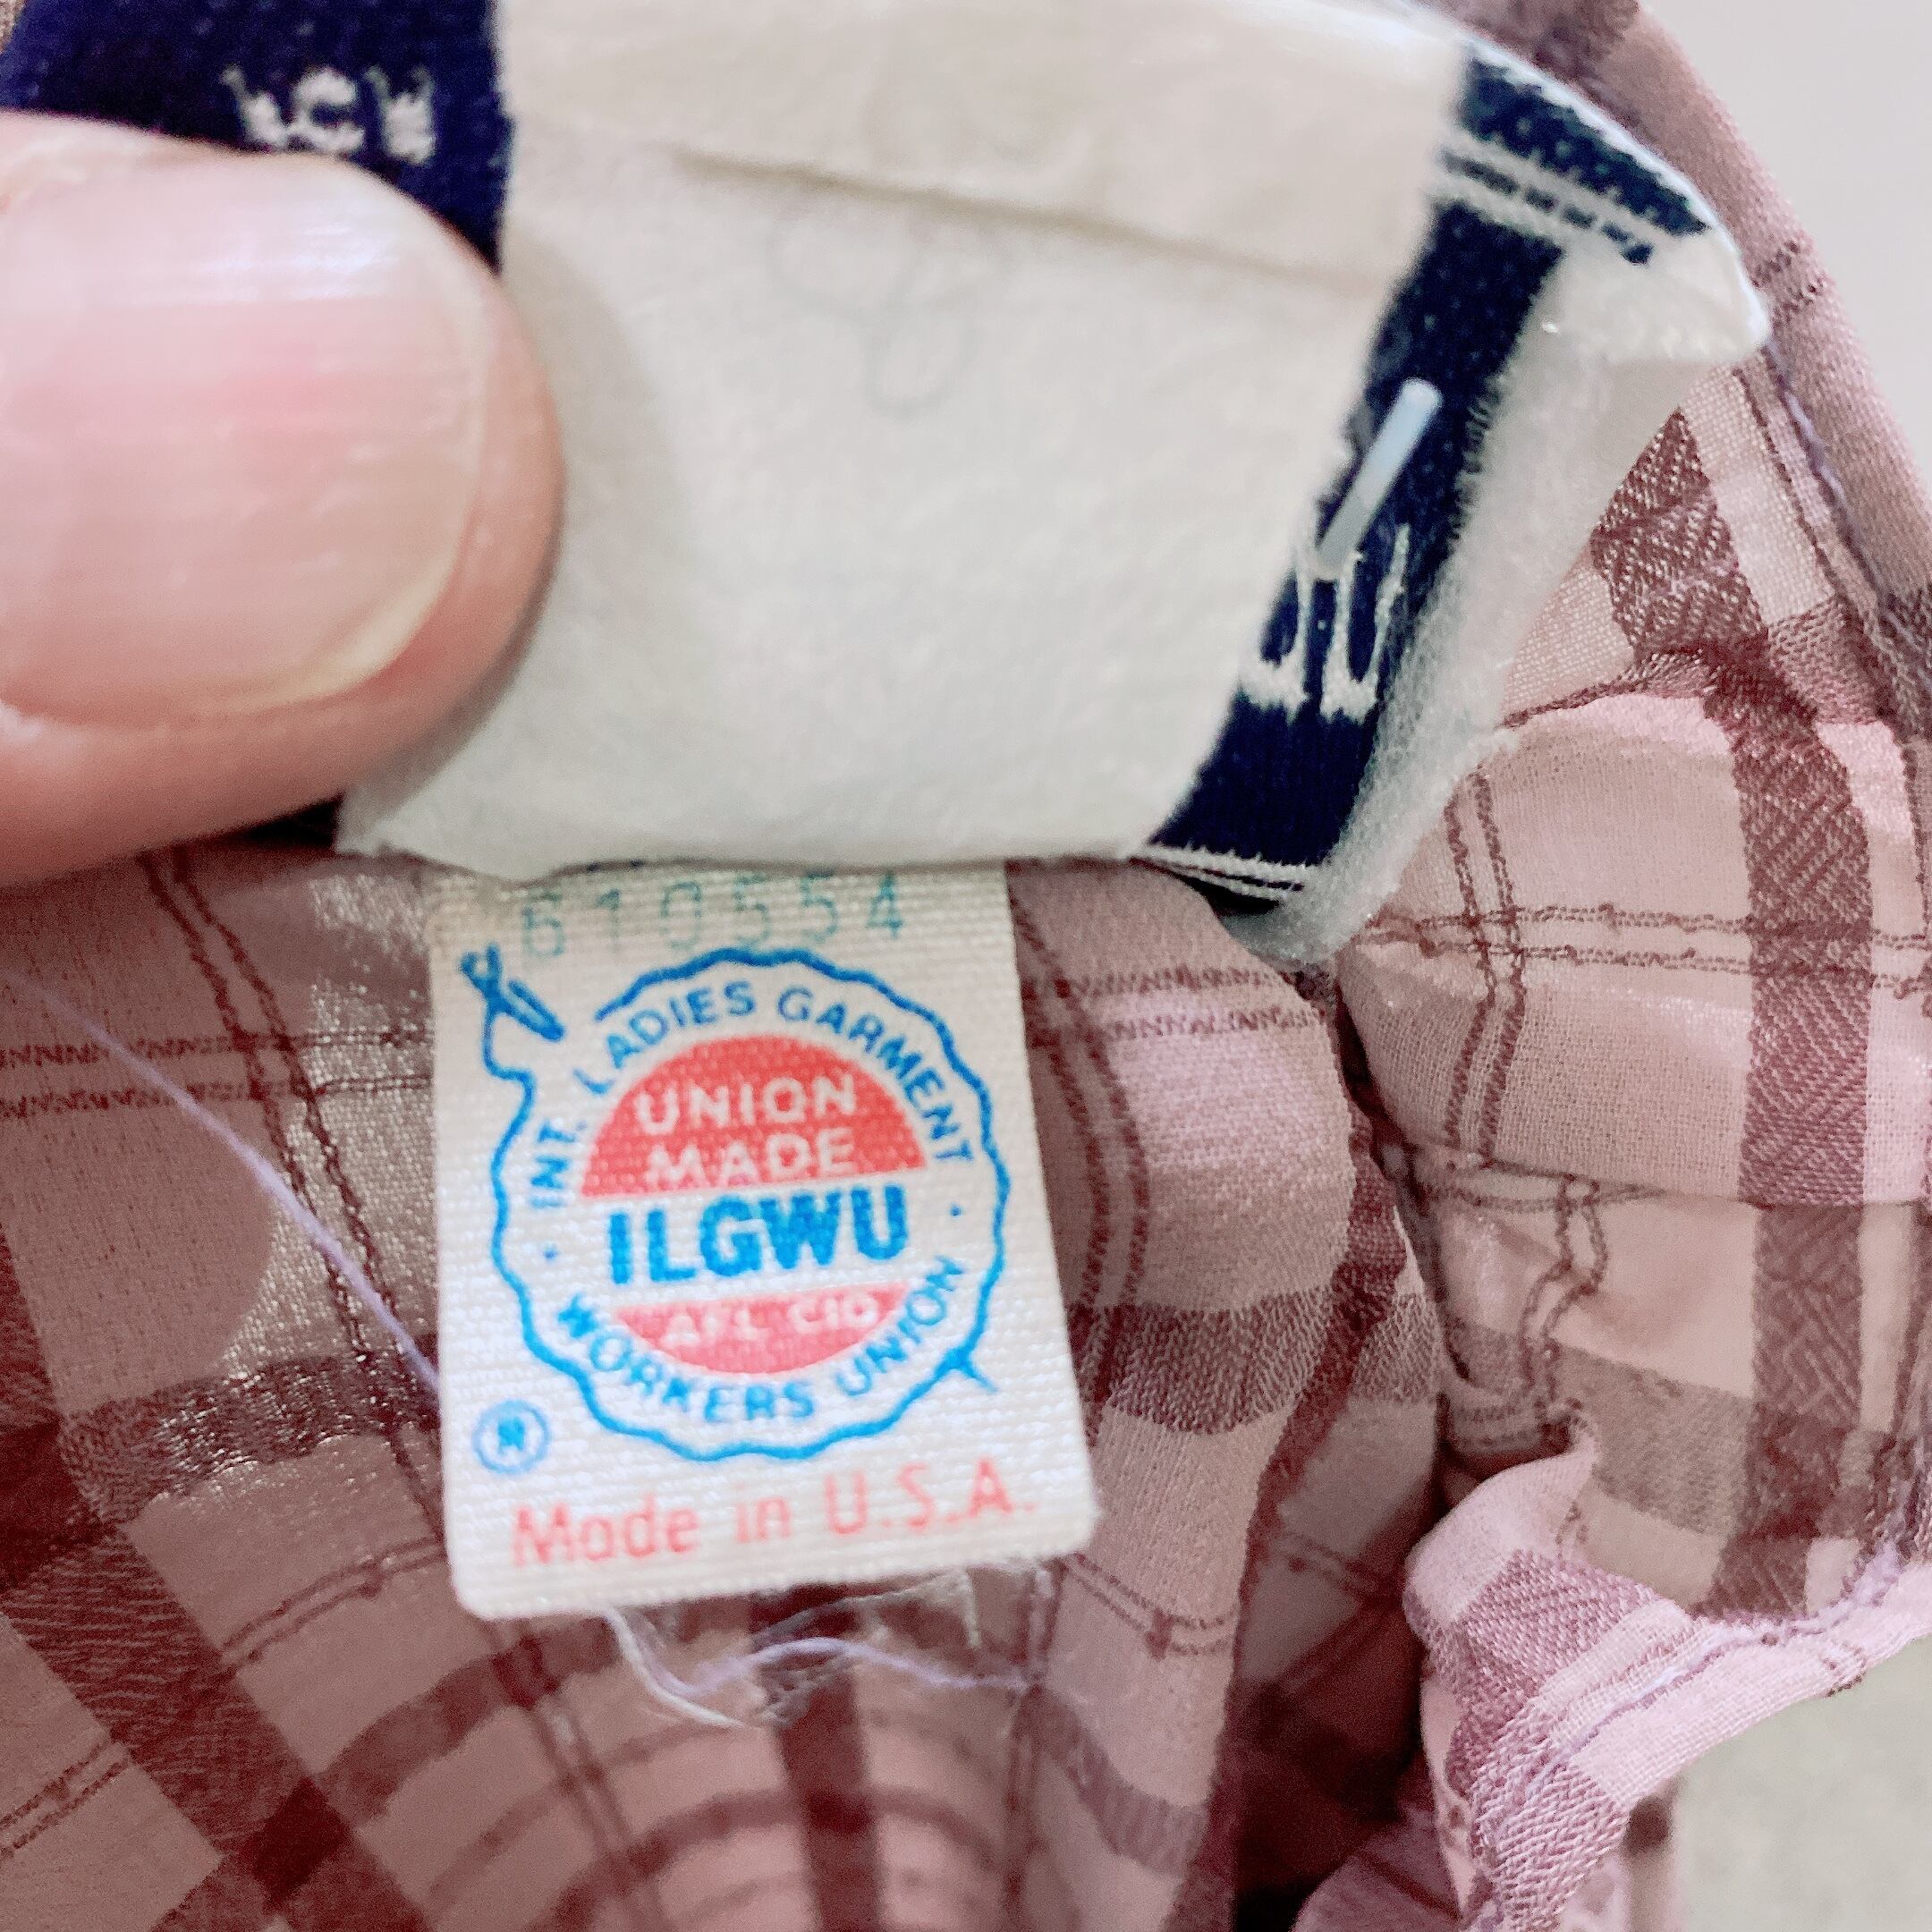 610554
INT. LADIES GARMENT
UNION
MADE
ILGWU
AFL CIO
WORKERS UNION
®
Made in U.S.A.